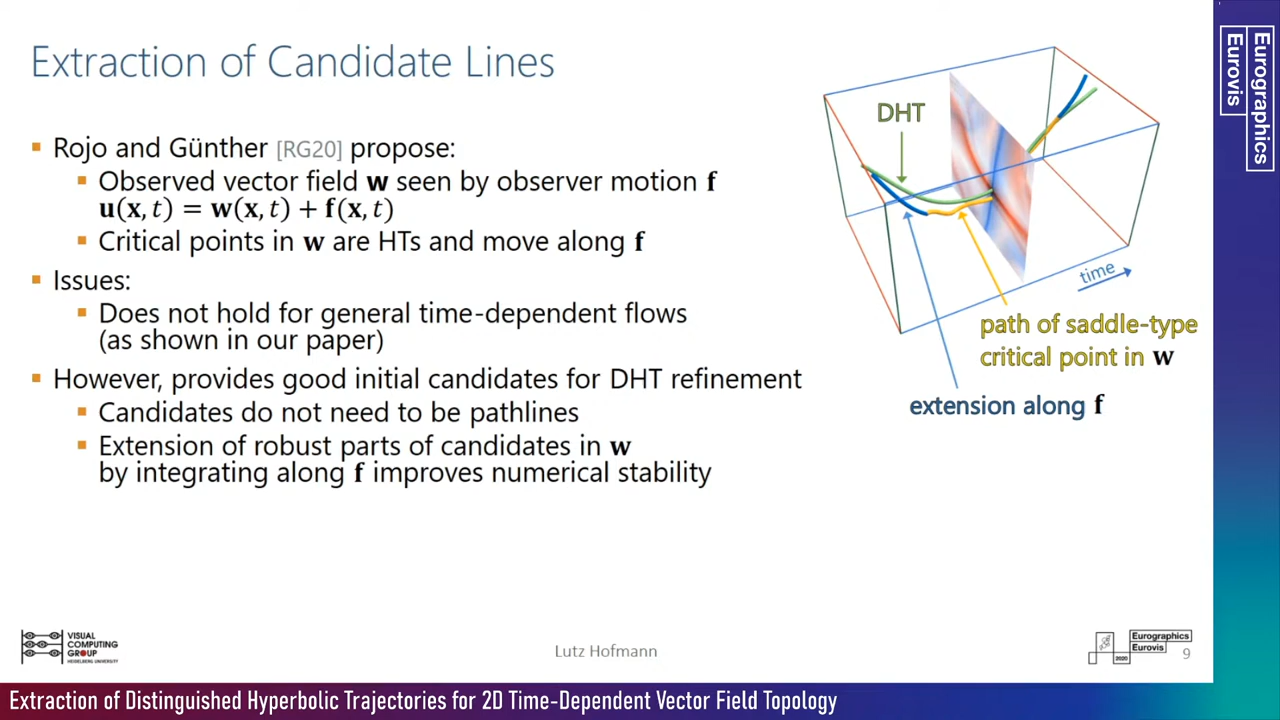 Extraction of Candidate Lines
Rojo and Günther [RG20] propose:
Observed vector field w seen by observer motion f
u(x, t) = w(x, t) + f(x, t)
Critical points in w are HTs and move along f
Issues:
Does not hold for general time-dependent flows
(as shown in our paper)
However, provides good initial candidates for DHT refinement
Candidates do not need to be pathlines
Extension of robust parts of candidates in w
by integrating along f improves numerical stability
DHT
time
path of saddle-type
critical point in w
extension along f
Eurographics
Eurovis
VISUAL
COMPUTING
GROUP
HEIDELBERG UNIVERSITY
Lutz Hofmann
2020
Eurographics
Eurovis
9
Extraction of Distinguished Hyperbolic Trajectories for 2D Time-Dependent Vector Field Topology